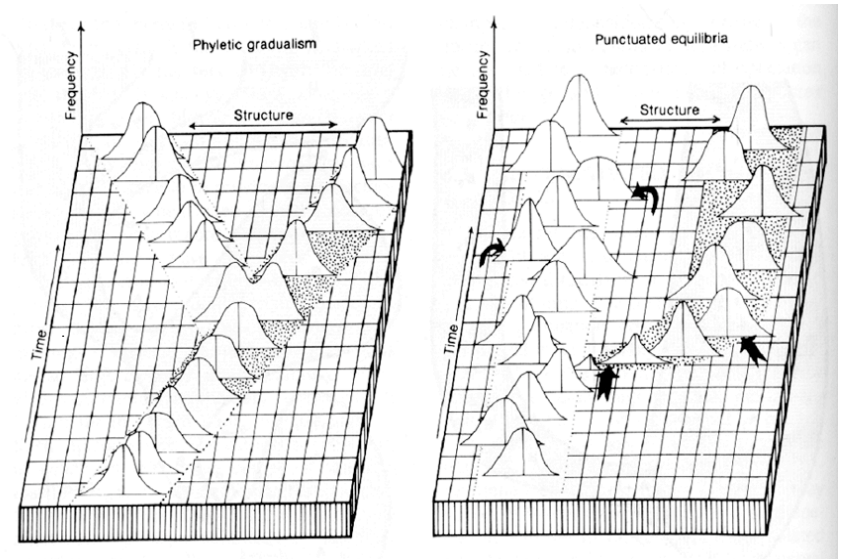 Phyletic gradualism
Frequency
Structure
Time
Punctuated equilibria
Frequency
Structure
Time